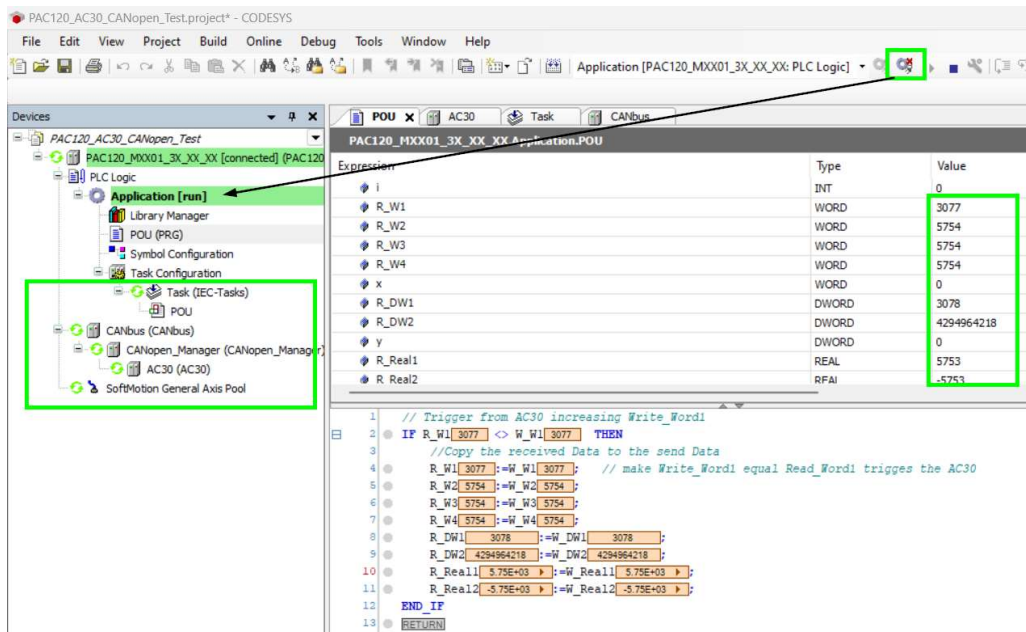 PAC120_AC30_CANopen_Test.project* - CODESYS
File Edit View Project Build Online Debug Tools Window Help
Application [PAC120_MXX01_3X_XX_XX: PLC Logic]
Devices
POU AC30 Task CANbus
PAC120_AC30_CANopen_Test
PAC120_MXX01_3X_XX_XX [connected] (PAC120
PLC Logic
Application [run]
Library Manager
POU (PRG)
Symbol Configuration
Task Configuration
Task (IEC-Tasks)
POU
CANbus (CANbus)
CANopen_Manager (CANopen_Manager)
AC30 (AC30)
SoftMotion General Axis Pool
PAC120_MXX01_3X_XX_XX.Application.POU
Expression Type Value
i INT 0
R_W1 WORD 3077
R_W2 WORD 5754
R_W3 WORD 5754
R_W4 WORD 5754
x WORD 0
R_DW1 DWORD 3078
R_DW2 DWORD 4294964218
y DWORD 0
R_Real1 REAL 5753
R_Real2 REAL -5753
1 // Trigger from AC30 increasing Write_Word1
2 IF R_W1 3077 <> W_W1 3077 THEN
3 //Copy the received Data to the send Data
4 R_W1 3077 :=W_W1 3077 ; // make Write_Word1 equal Read_Word1 trigges the AC30
5 R_W2 5754 :=W_W2 5754 ;
6 R_W3 5754 :=W_W3 5754 ;
7 R_W4 5754 :=W_W4 5754 ;
8 R_DW1 3078 :=W_DW1 3078 ;
9 R_DW2 4294964218 :=W_DW2 4294964218 ;
10 R_Real1 5.75E+03 :=W_Real1 5.75E+03 ;
11 R_Real2 -5.75E+03 :=W_Real2 -5.75E+03 ;
12 END_IF
13 RETURN